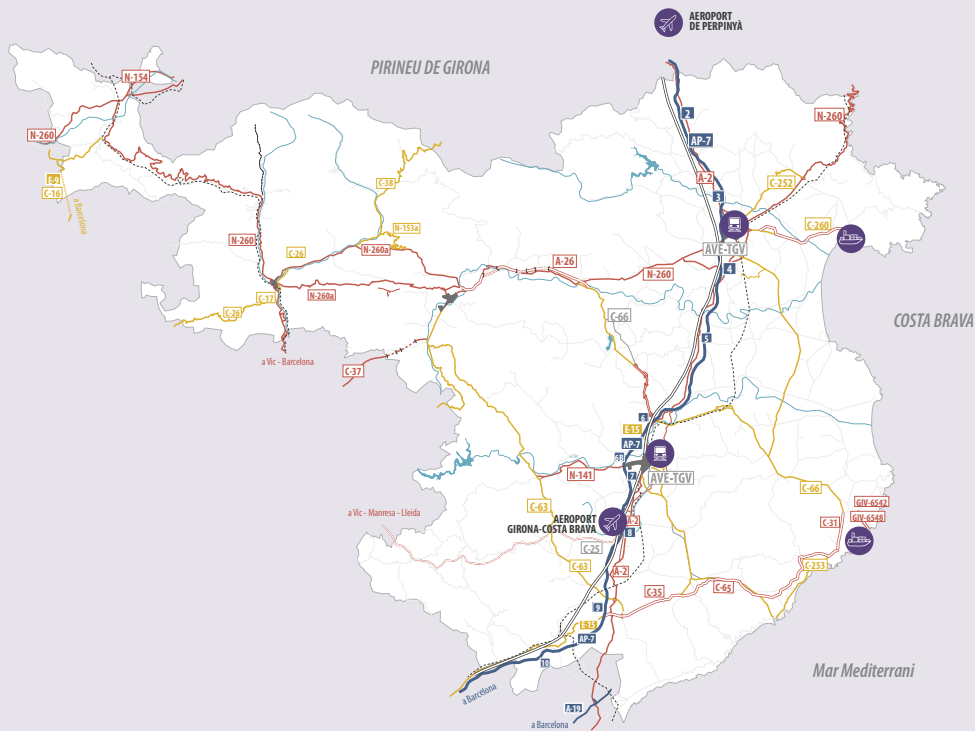 AEROPORT
DE PERPINYÀ
PIRINEU DE GIRONA
N-154
2
N-260
N-260
AP-7
A-2
E-9
C-16
a Barcelona
C-38
C-252
3
N-153a
C-260
N-260
C-26
N-260a
AVE-TGV
A-26
N-260
4
C-17
N-260a
C-26
C-66
COSTA BRAVA
5
a Vic - Barcelona
C-37
6
E-15
AP-7
6B
7
N-141
AVE-TGV
C-66
C-63
GIV-6542
a Vic - Manresa - Lleida
AEROPORT
GIRONA-COSTA BRAVA
A-2
8
C-31
GIV-6548
C-25
C-63
A-2
C-253
C-35
C-65
9
E-15
AP-7
10
Mar Mediterrani
a Barcelona
A-19
a Barcelona